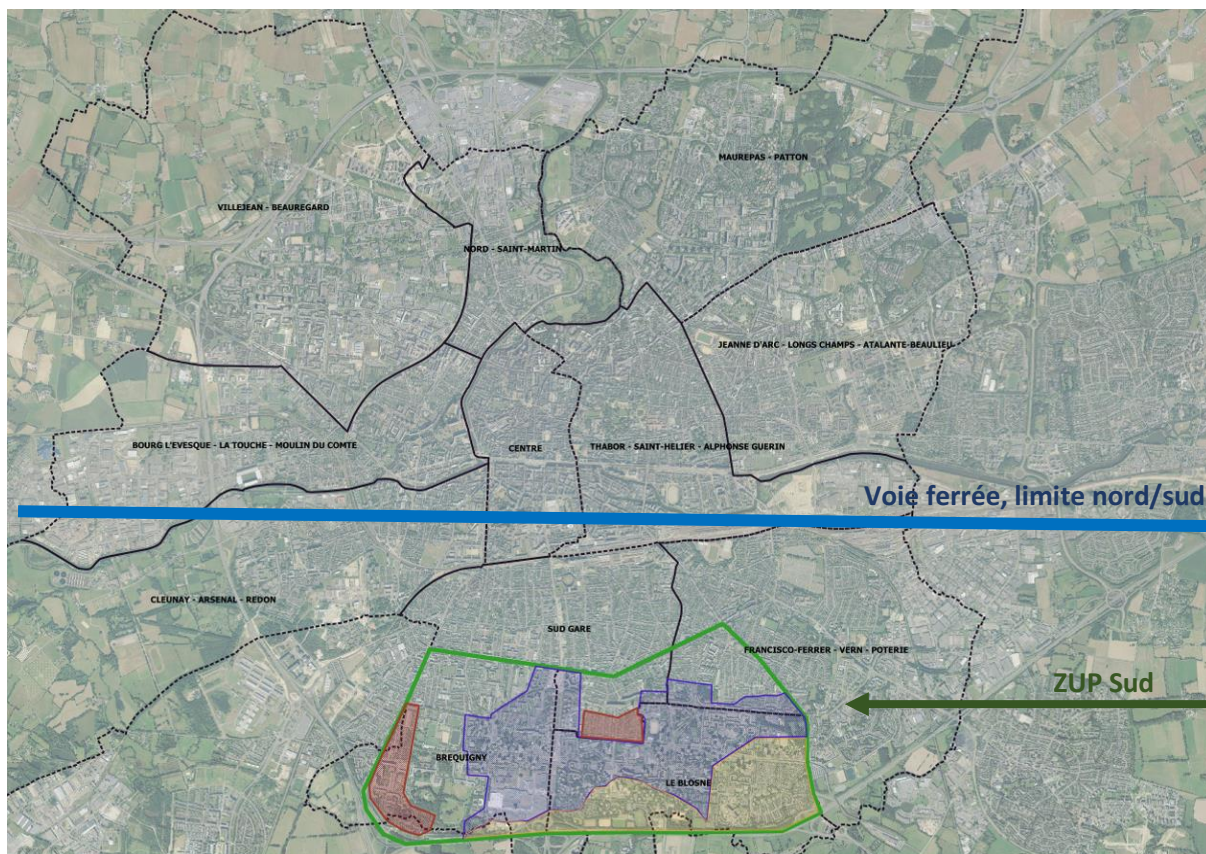 MAUREPAS - PATTON
VILLEJEAN - BEAUREGARD
NORD - SAINT-MARTIN
JEANNE D'ARC - LONGS CHAMPS - ATALANTE-BEAULIEU
BOURG L'EVESQUE - LA TOUCHE - MOULIN DU COMTE
CENTRE
THABOR - SAINT-HELIER - ALPHONSE GUERIN
Voie ferrée, limite nord/sud
CLEUNAY - ARSENAL - REDON
SUD GARE
FRANCISCO-FERRER - VERN - POTERIE
ZUP Sud
BREQUIGNY
LE BLOSNE